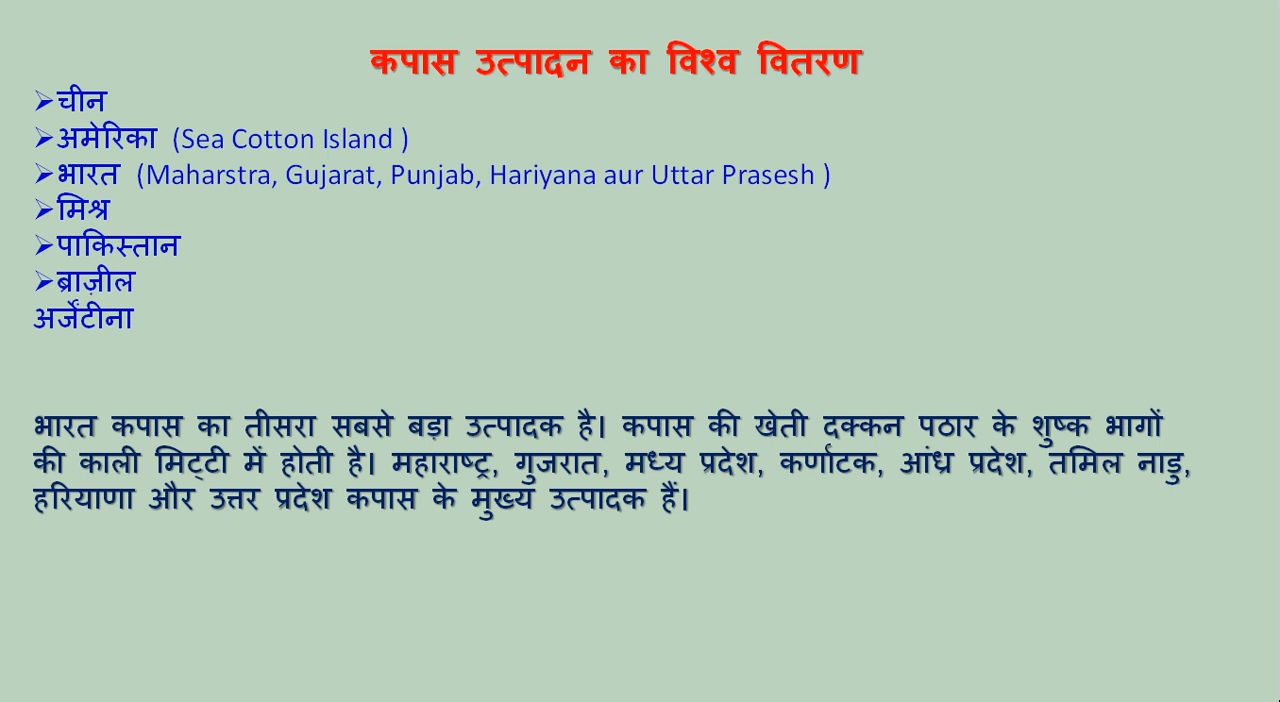 कपास उत्पादन का विश्व वितरण
➢चीन
➢अमेरिका (Sea Cotton Island )
➢भारत (Maharstra, Gujarat, Punjab, Hariyana aur Uttar Prasesh )
➢मिश्र
➢पाकिस्तान
➢ब्राज़ील
अर्जेंटीना
भारत कपास का तीसरा सबसे बड़ा उत्पादक है। कपास की खेती दक्कन पठार के शुष्क भागों
की काली मिट्टी में होती है। महाराष्ट्र, गुजरात, मध्य प्रदेश, कर्णाटक, आंध्र प्रदेश, तमिल नाडु,
हरियाणा और उत्तर प्रदेश कपास के मुख्य उत्पादक हैं।